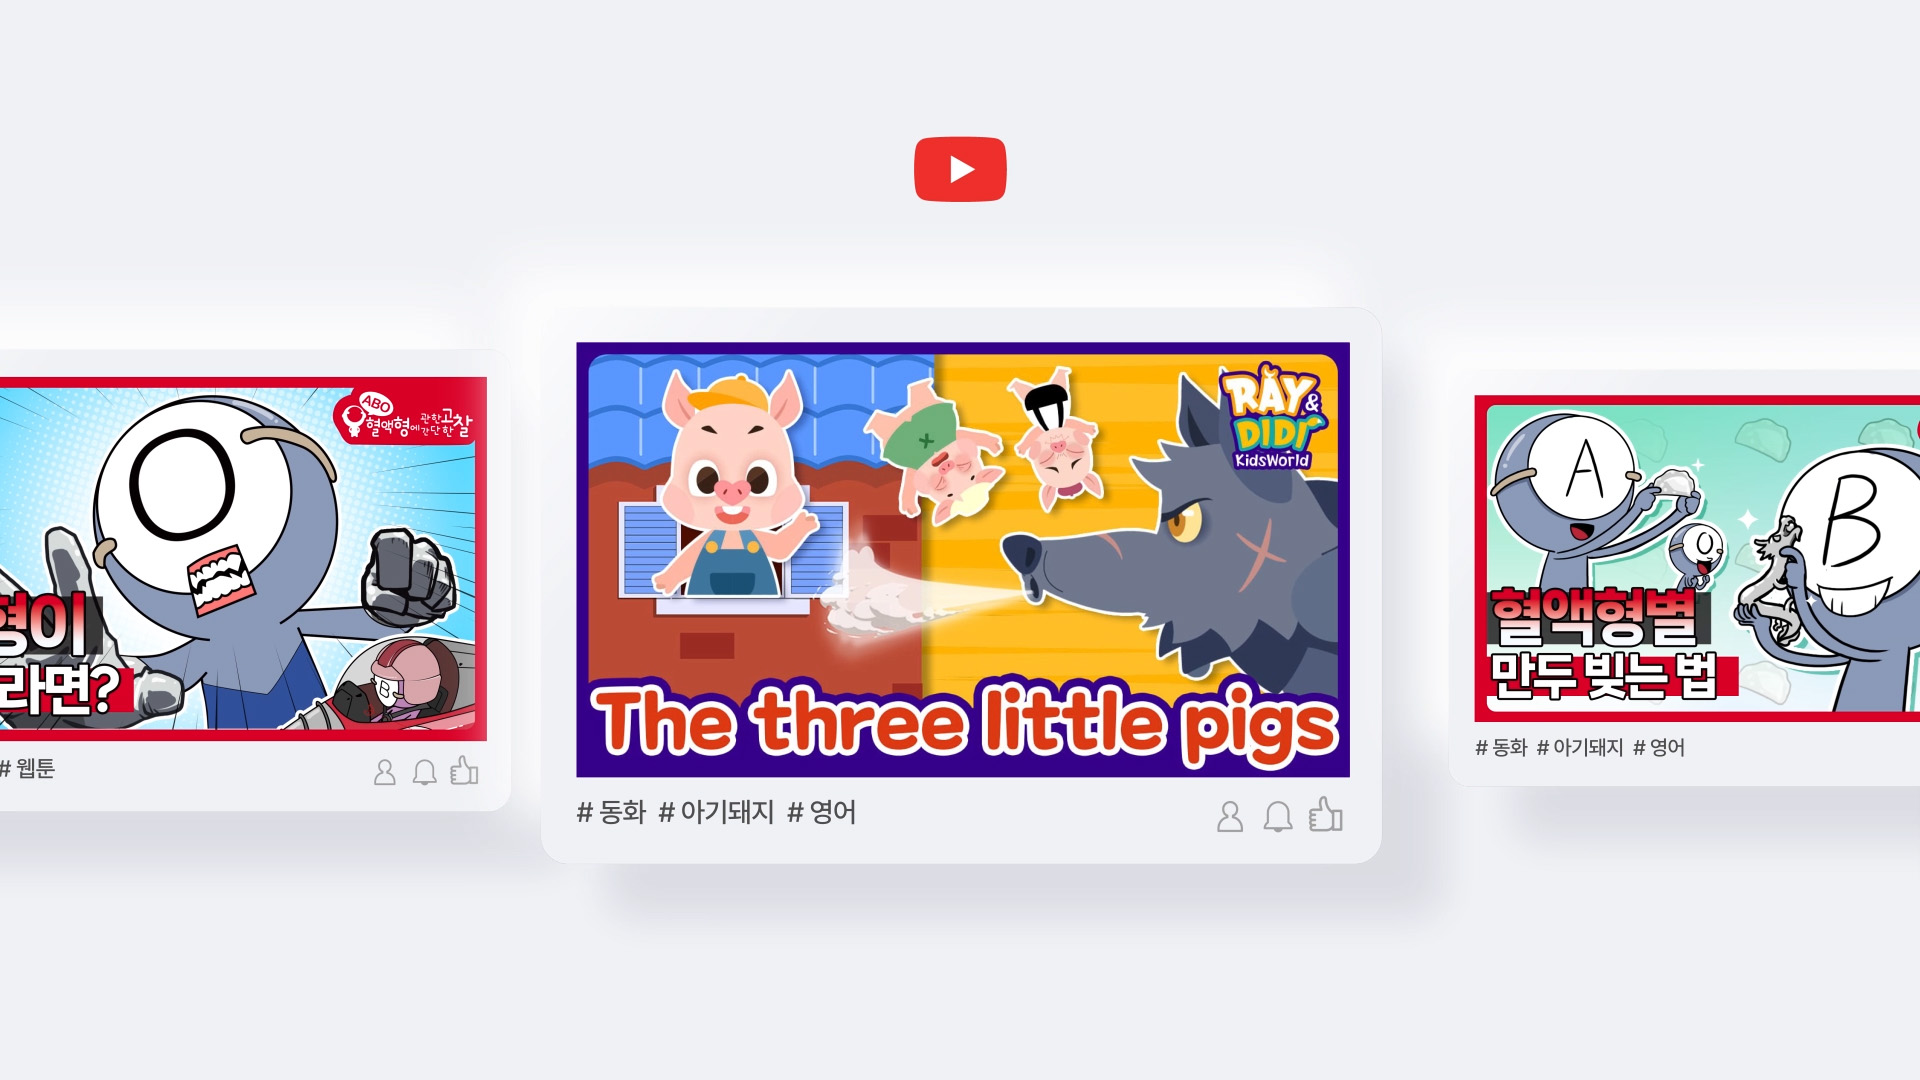 O
ABO
혈액형에 관한 고찰
간단한
B
형이
라면?
# 웹툰
RAY &
DIDI
KidsWorld
The three little pigs
# 동화 # 아기돼지 # 영어
A
O
B
혈액형별
만두 빚는 법
# 동화 # 아기돼지 # 영어